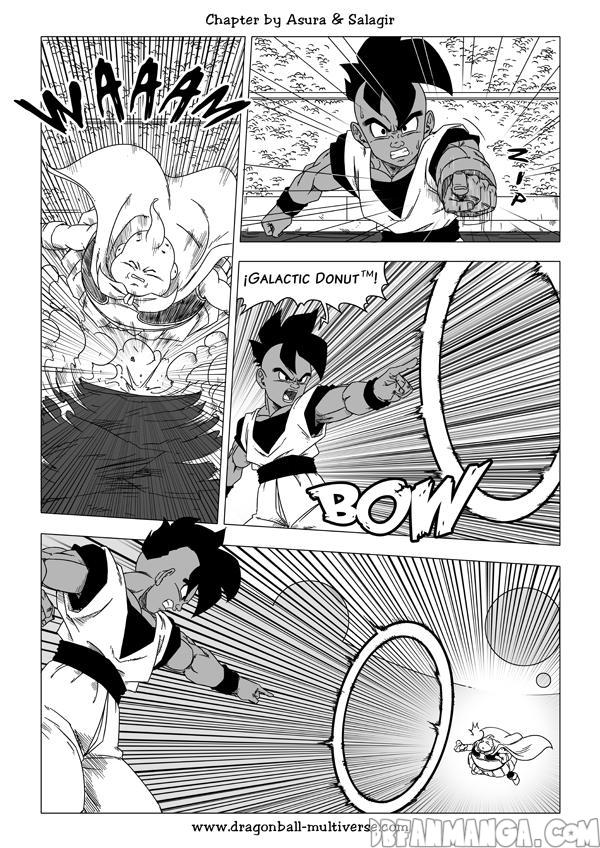 Chapter by Asura & Salagir
WAAAM
ZIP
¡GALACTIC DONUT™!
BOW
www.dragonball-multiverse.com
DBFANMANGA.COM